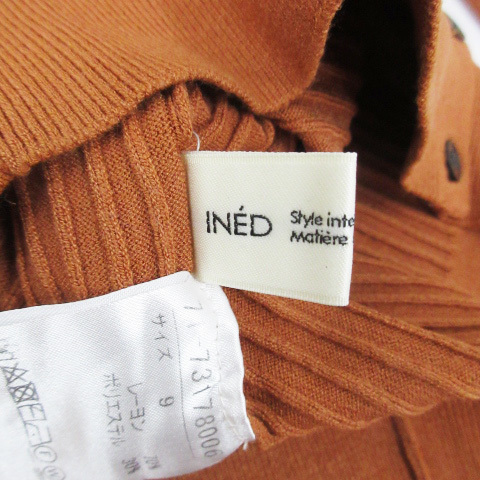 INÉD
Style inte
Matière
71-7317800
サイズ 9
レーヨン
ポリエステル